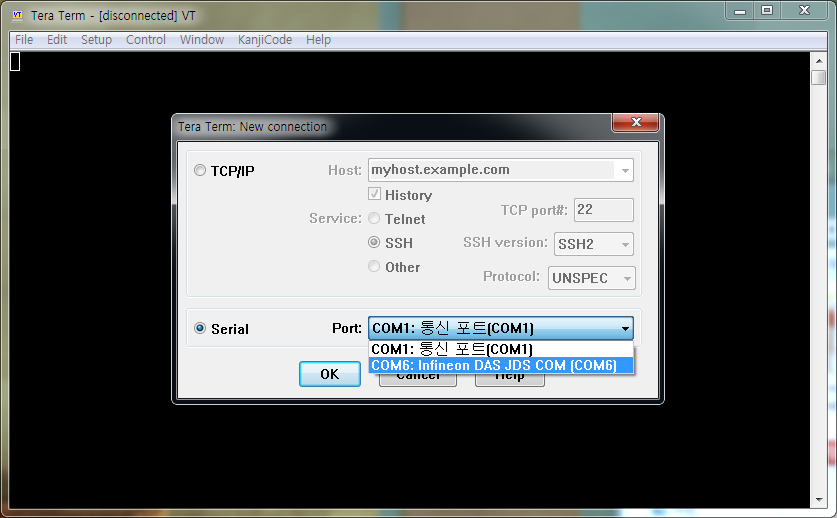 Tera Term - [disconnected] VT
File Edit Setup Control Window KanjiCode Help
Tera Term: New connection
TCP/IP
Host: myhost.example.com
History
Service: Telnet
TCP port#: 22
SSH
SSH version: SSH2
Other
Protocol: UNSPEC
Serial
Port: COM1: 통신 포트(COM1)
COM1: 통신 포트(COM1)
COM6: Infineon DAS JDS COM (COM6)
OK Cancel Help